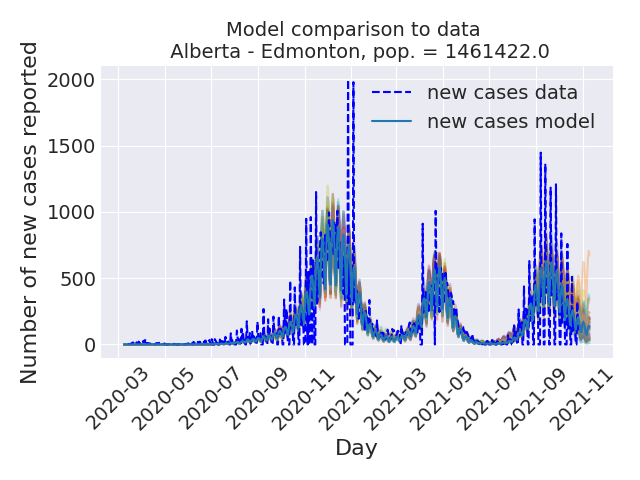 Model comparison to data
Alberta - Edmonton, pop. = 1461422.0
Number of new cases reported
2000
1500
1000
500
0
new cases data
new cases model
2020-03
2020-05
2020-07
2020-09
2020-11
2021-01
2021-03
2021-05
2021-07
2021-09
2021-11
Day